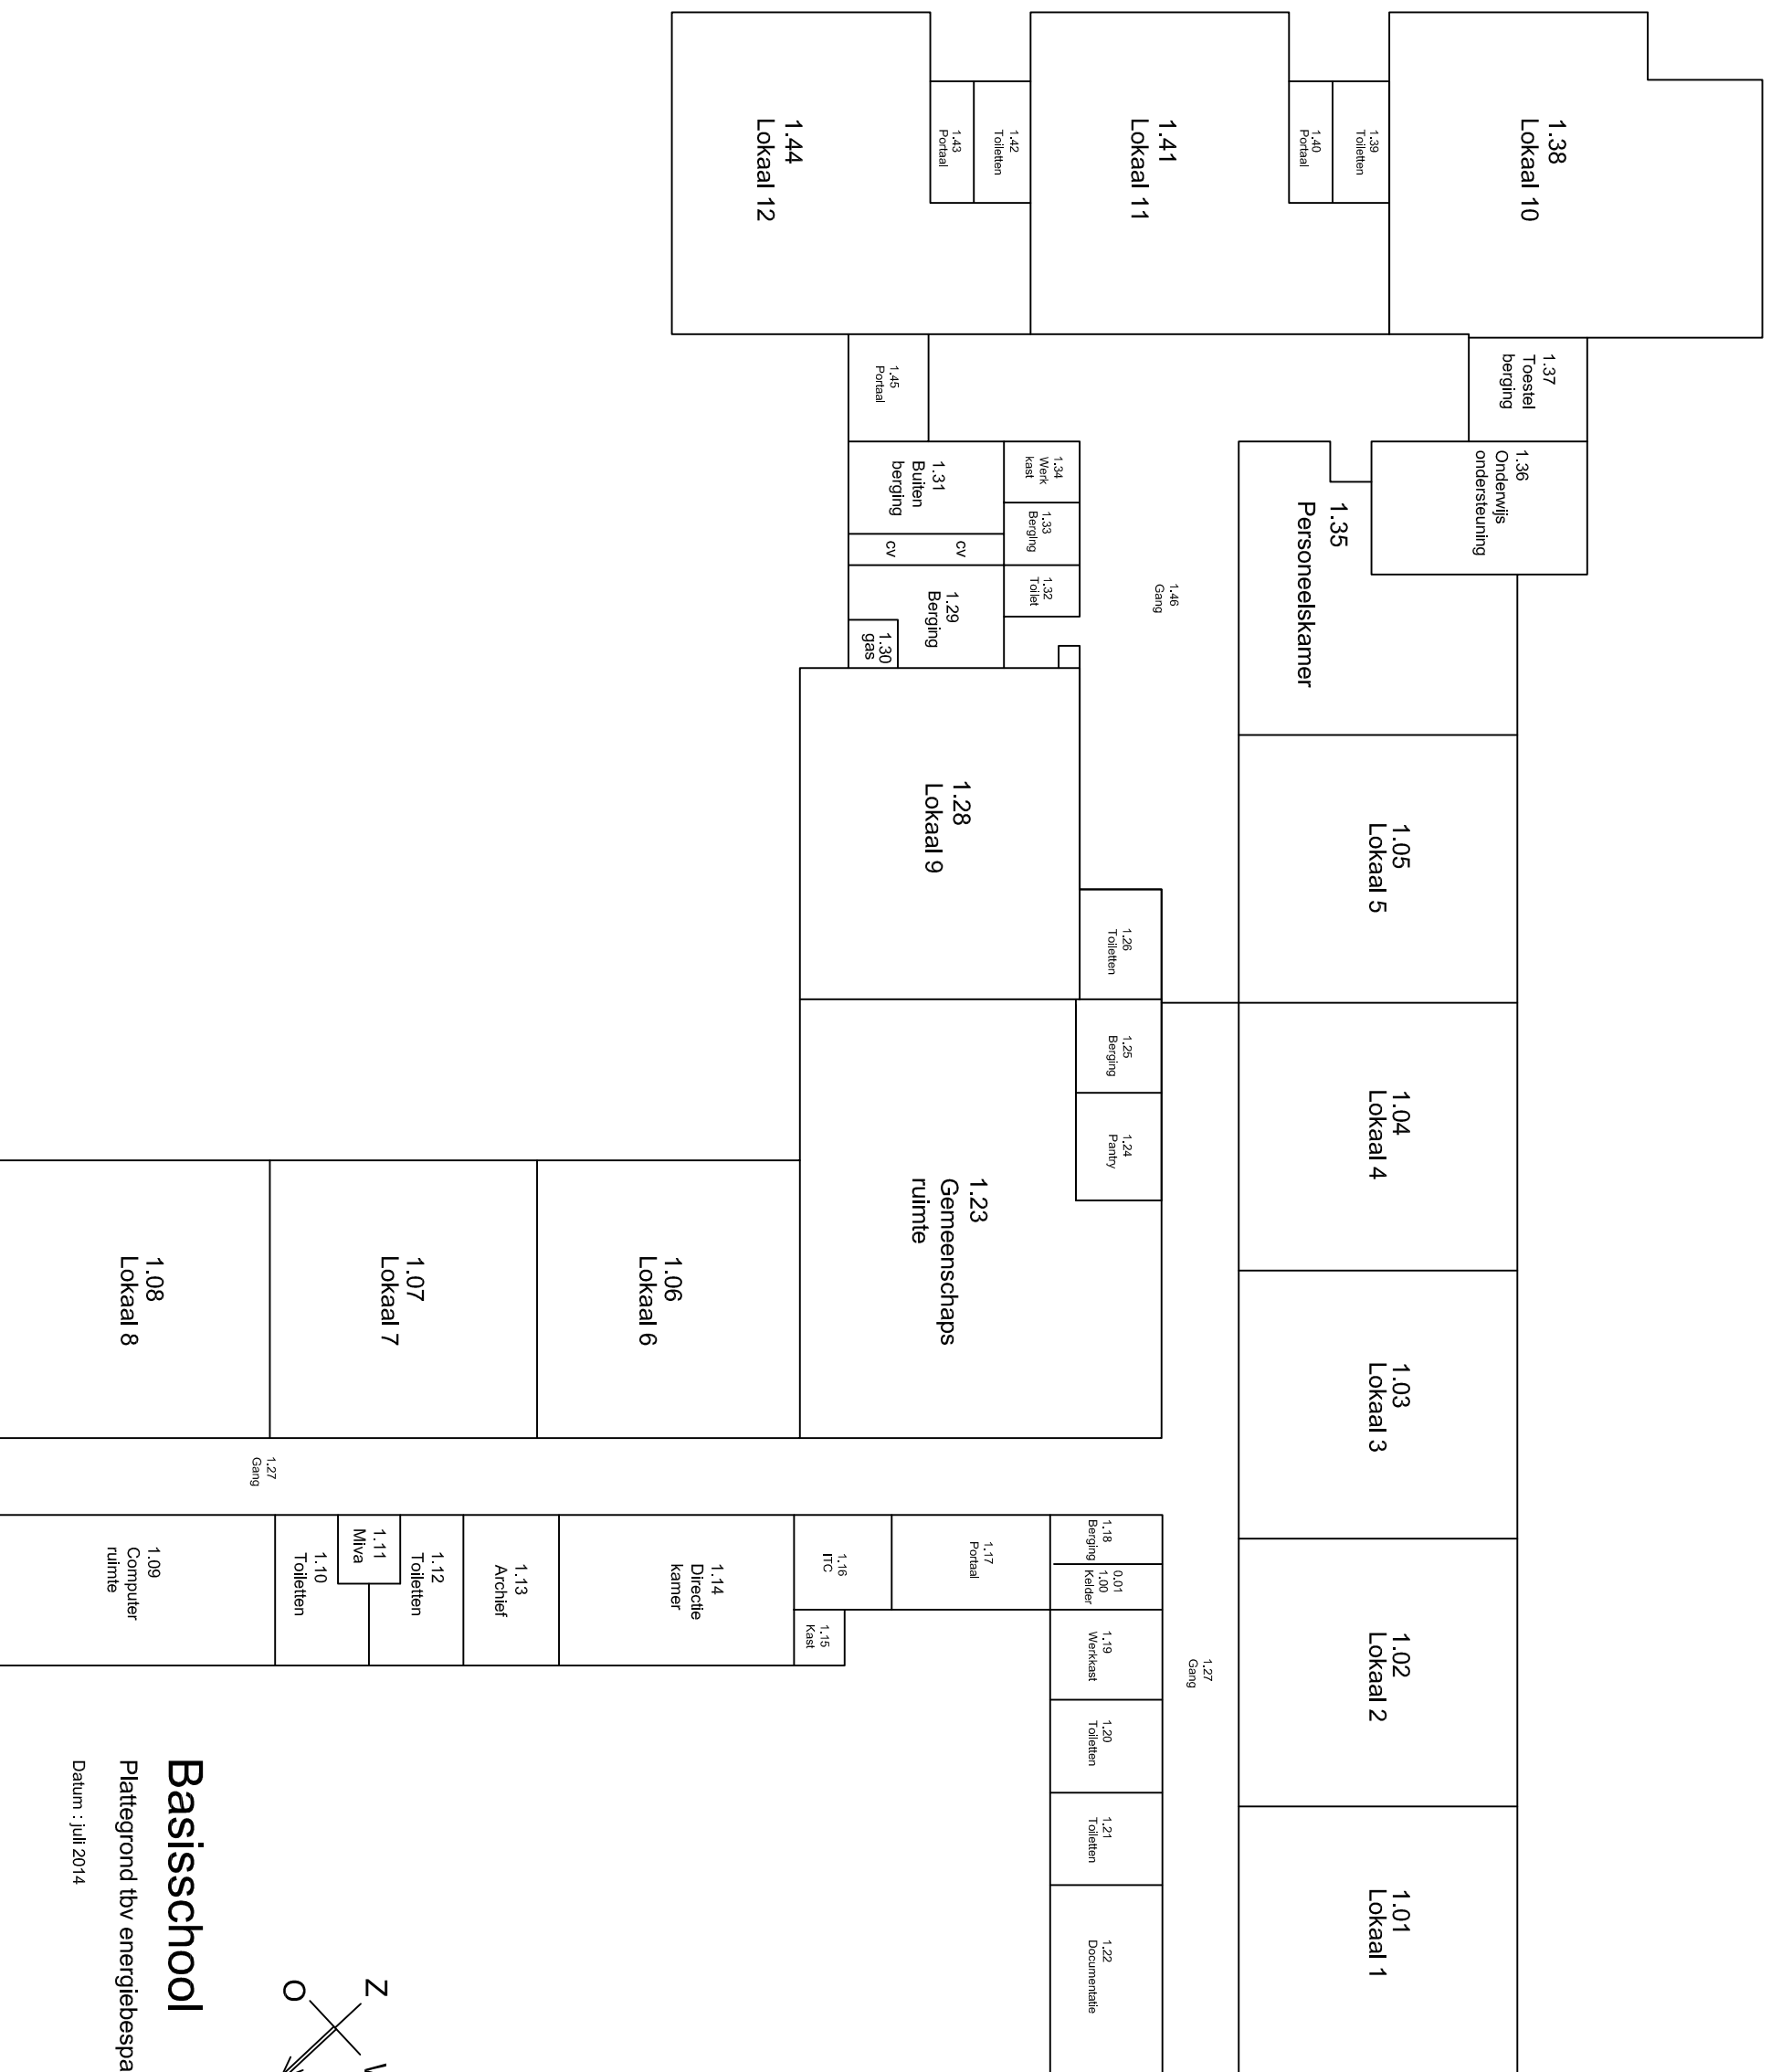 1.44
Lokaal 12
1.43
Portaal
1.42
Toiletten
1.41
Lokaal 11
1.40
Portaal
1.39
Toiletten
1.38
Lokaal 10
1.37
Toestel
berging
1.36
Onderwijs
ondersteuning
1.35
Personeelskamer
1.45
Portaal
1.31
Buiten
berging
cv
cv
1.34
Werk
kast
1.33
Berging
1.32
Toilet
1.29
Berging
1.30
gas
1.46
Gang
1.28
Lokaal 9
1.26
Toiletten
1.25
Berging
1.24
Pantry
1.23
Gemeenschaps
ruimte
1.05
Lokaal 5
1.04
Lokaal 4
1.03
Lokaal 3
1.02
Lokaal 2
1.01
Lokaal 1
1.06
Lokaal 6
1.07
Lokaal 7
1.08
Lokaal 8
1.27
Gang
1.09
Computer
ruimte
1.10
Toiletten
1.11
Miva
1.12
Toiletten
1.13
Archief
1.14
Directie
kamer
1.16
ITC
1.15
Kast
1.17
Portaal
1.18
Berging
0.01
1.00
Kelder
1.19
Werkkast
1.20
Toiletten
1.21
Toiletten
1.22
Documentatie
1.27
Gang
Basisschool
Plattegrond tbv energiebespa
Datum : juli 2014
Z
O